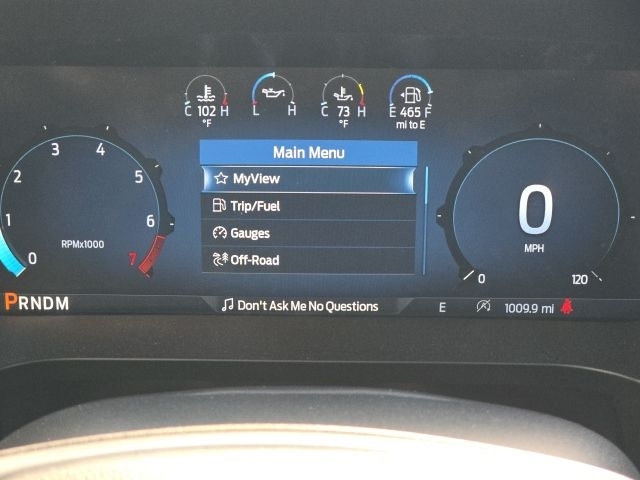 C 102 H
°F
L H
C 73 H
°F
E 465 F
mi to E
Main Menu
MyView
Trip/Fuel
Gauges
Off-Road
0 1 2 3 4 5 6 7
RPMx1000
0
MPH
0 120
PRNDM
Don't Ask Me No Questions
E
1009.9 mi